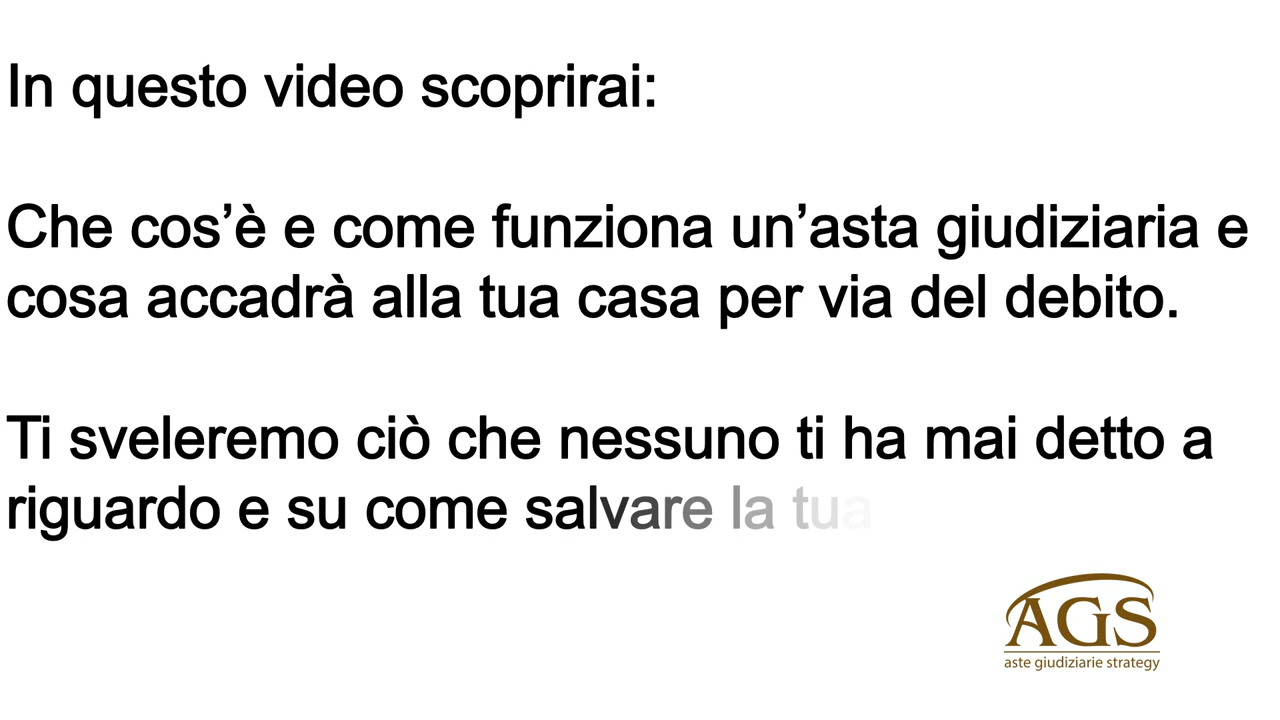 In questo video scoprirai:
Che cos’è e come funziona un’asta giudiziaria e
cosa accadrà alla tua casa per via del debito.
Ti sveleremo ciò che nessuno ti ha mai detto a
riguardo e su come salvare la tua
AGS
aste giudiziarie strategy